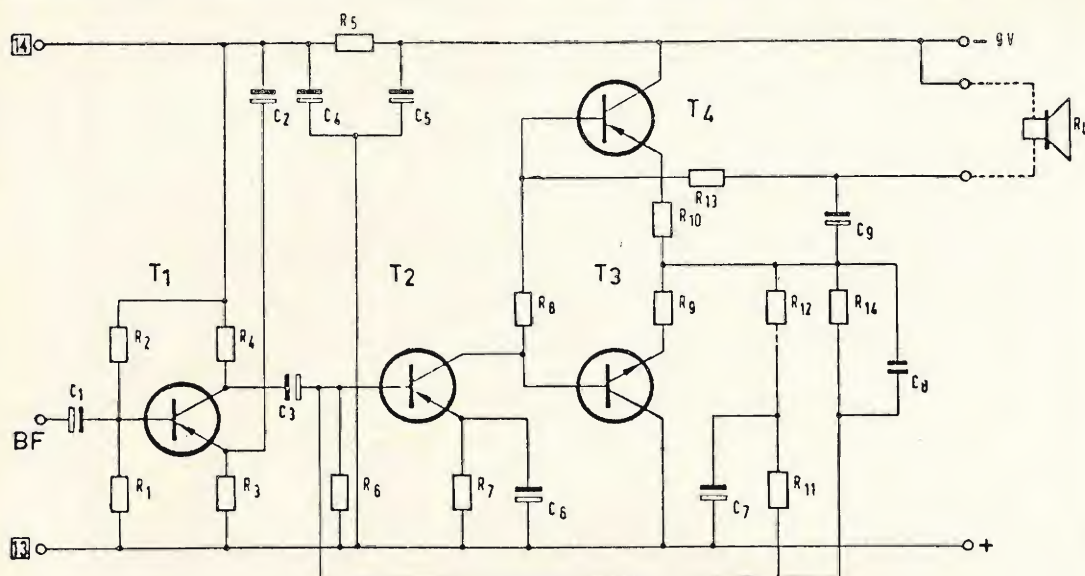 14
R5
- 9V
C2
C4
C5
T4
RL
R13
R10
C9
T1
T2
T3
R2
R4
R8
R9
R12
R14
C1
C3
C8
BF
R1
R3
R6
R7
C6
C7
R11
13
+